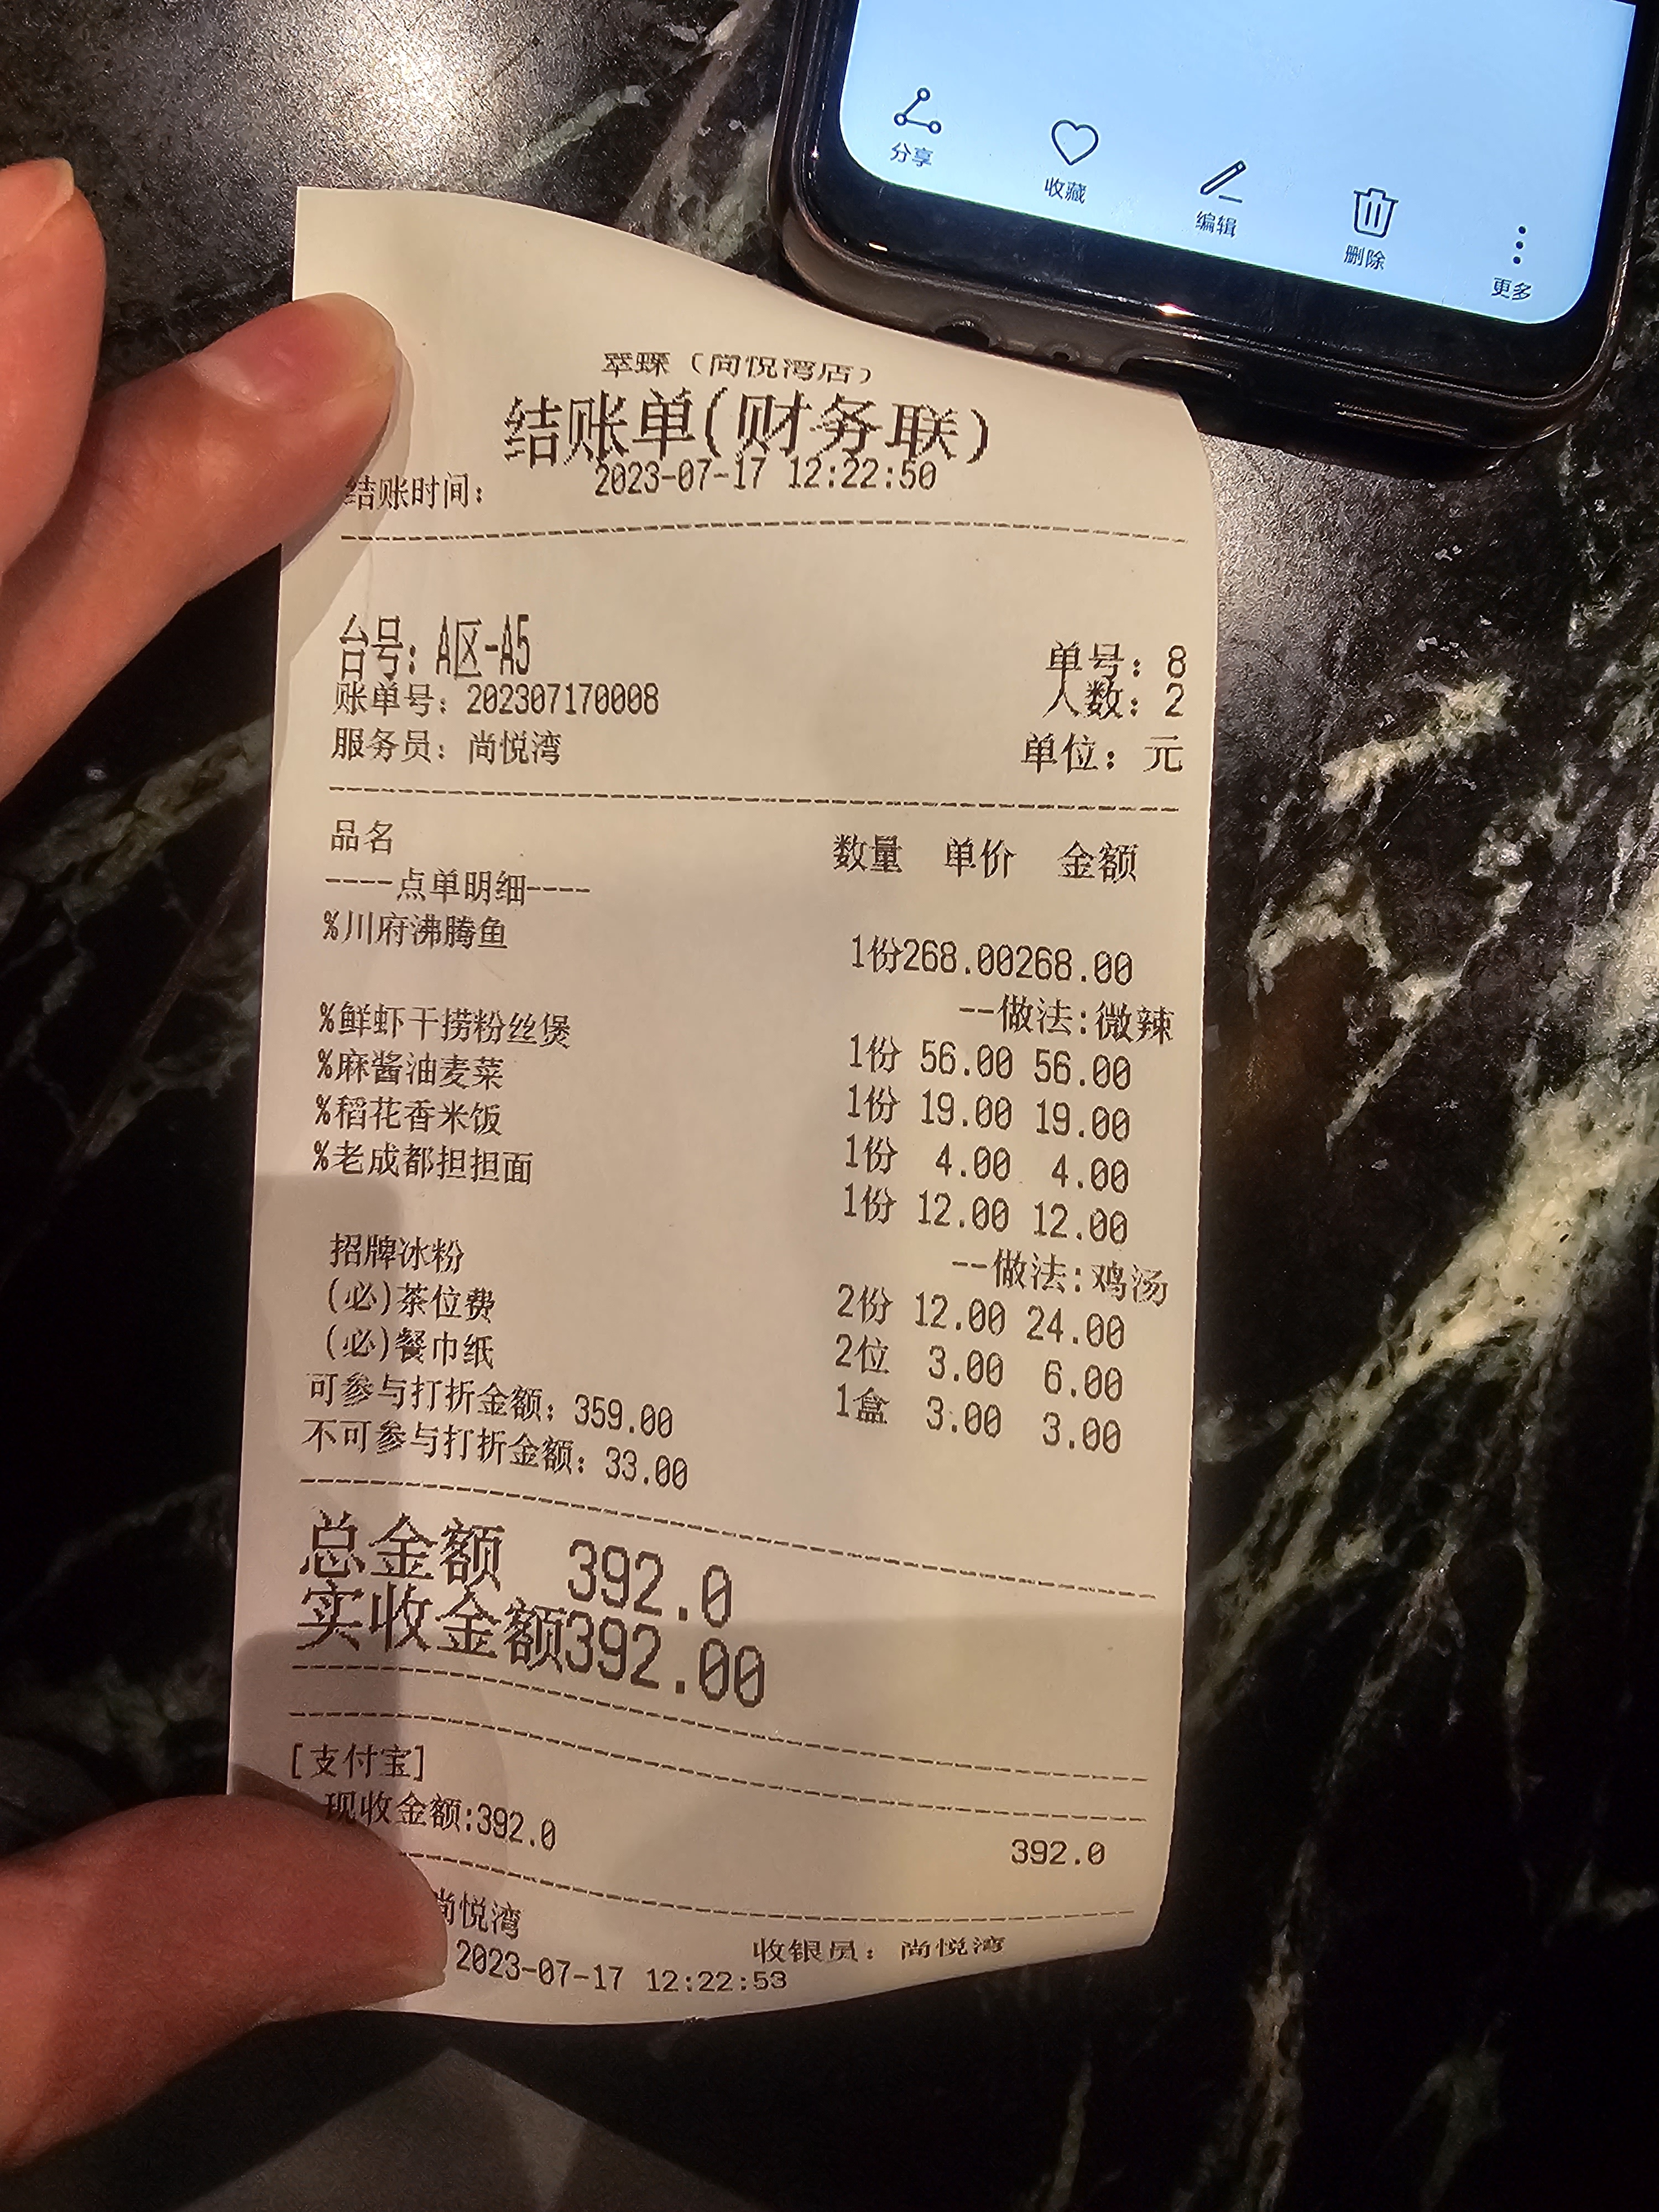 分享
收藏
编辑
删除
更多
翠蝶（尚悦湾店）
结账单(财务联)
结账时间: 2023-07-17 12:22:50
台号: A区-A5 单号: 8
账单号: 202307170008 人数: 2
服务员: 尚悦湾 单位: 元
品名 数量 单价 金额
----点单明细----
%川府沸腾鱼 1份268.00268.00
--做法:微辣
%鲜虾干捞粉丝煲 1份 56.00 56.00
%麻酱油麦菜 1份 19.00 19.00
%稻花香米饭 1份 4.00 4.00
%老成都担担面 1份 12.00 12.00
--做法:鸡汤
招牌冰粉 2份 12.00 24.00
(必)茶位费 2位 3.00 6.00
(必)餐巾纸 1盒 3.00 3.00
可参与打折金额: 359.00
不可参与打折金额: 33.00
总金额 392.0
实收金额392.00
[支付宝] 392.0
现收金额:392.0
尚悦湾 收银员: 尚悦湾
2023-07-17 12:22:53